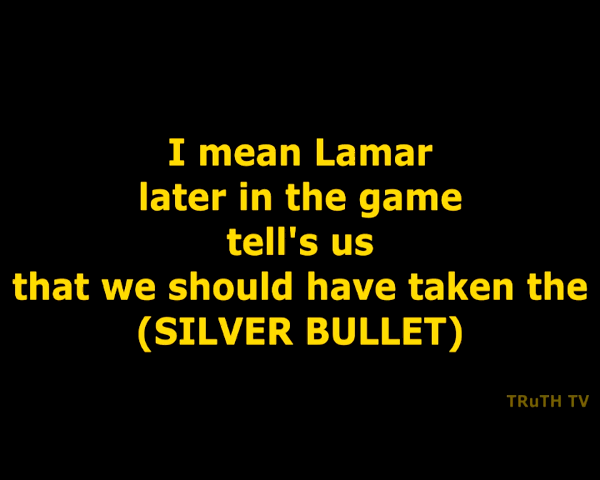 I mean Lamar
later in the game
tell's us
that we should have taken the
(SILVER BULLET)
TRuTH TV